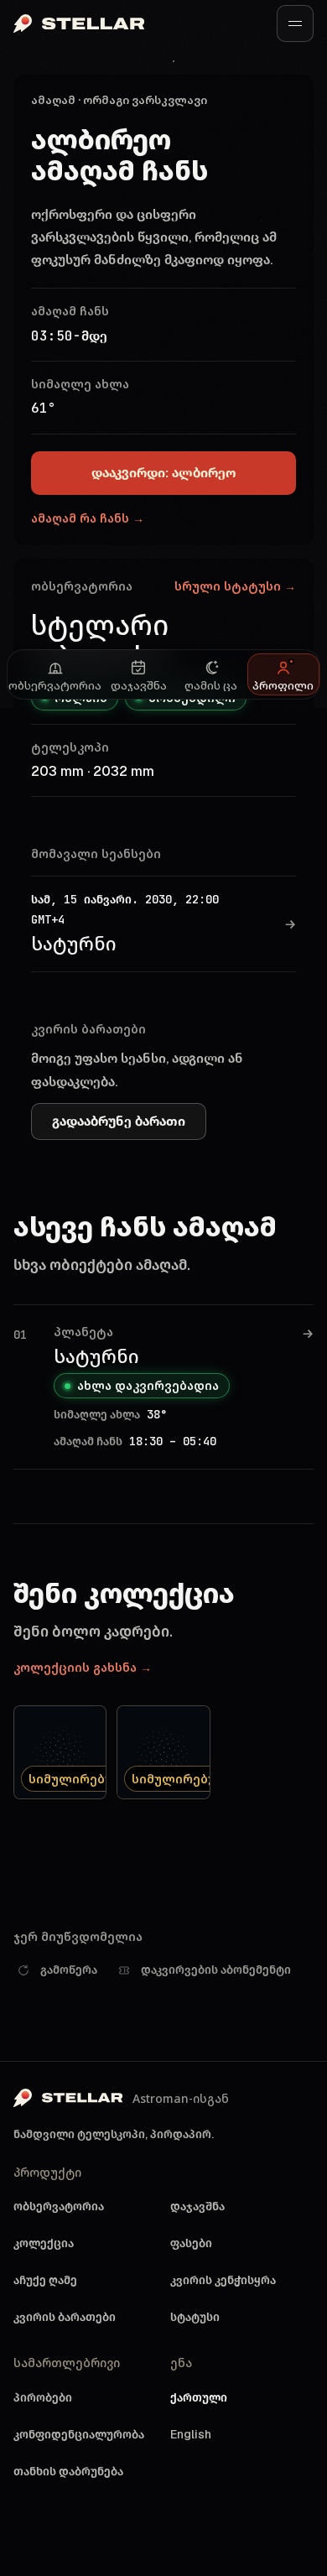 STELLAR
ამაღამ · ორმაგი ვარსკვლავი
ალბირეო
ამაღამ ჩანს
ოქროსფერი და ცისფერი
ვარსკვლავების წყვილი, რომელიც ამ
ფოკუსურ მანძილზე მკაფიოდ იყოფა.
ამაღამ ჩანს
03:50-მდე
სიმაღლე ახლა
61°
დააკვირდი: ალბირეო
ამაღამ რა ჩანს →
ობსერვატორია
სრული სტატუსი →
სტელარი
ობსერვატორია
დაჯავშნა
ღამის ცა
პროფილი
ტელესკოპი
203 mm · 2032 mm
მომავალი სეანსები
სამ, 15 იანვარი. 2030, 22:00
GMT+4
სატურნი
კვირის ბარათები
მოიგე უფასო სეანსი, ადგილი ან
ფასდაკლება.
გადააბრუნე ბარათი
ასევე ჩანს ამაღამ
სხვა ობიექტები ამაღამ.
01
პლანეტა
სატურნი
ახლა დაკვირვებადია
სიმაღლე ახლა 38°
ამაღამ ჩანს 18:30 – 05:40
შენი კოლექცია
შენი ბოლო კადრები.
კოლექციის გახსნა →
ჯერ მიუწვდომელია
გამოწერა
დაკვირვების აბონემენტი
STELLAR Astroman-ისგან
ნამდვილი ტელესკოპი, პირდაპირ.
პროდუქტი
ობსერვატორია
დაჯავშნა
კოლექცია
ფასები
აჩუქე ღამე
კვირის კენჭისყრა
კვირის ბარათები
სტატუსი
სამართლებრივი
ენა
პირობები
ქართული
კონფიდენციალურობა
English
თანხის დაბრუნება